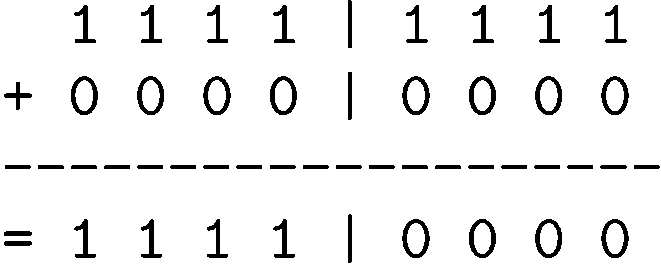 1 1 1 1 | 1 1 1 1
+ 0 0 0 0 | 0 0 0 0
--------------------
= 1 1 1 1 | 0 0 0 0